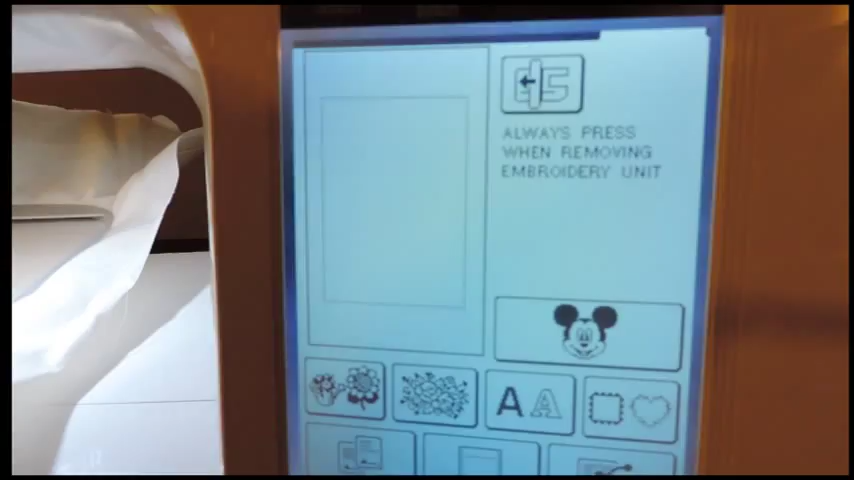 ALWAYS PRESS
WHEN REMOVING
EMBROIDERY UNIT
A A